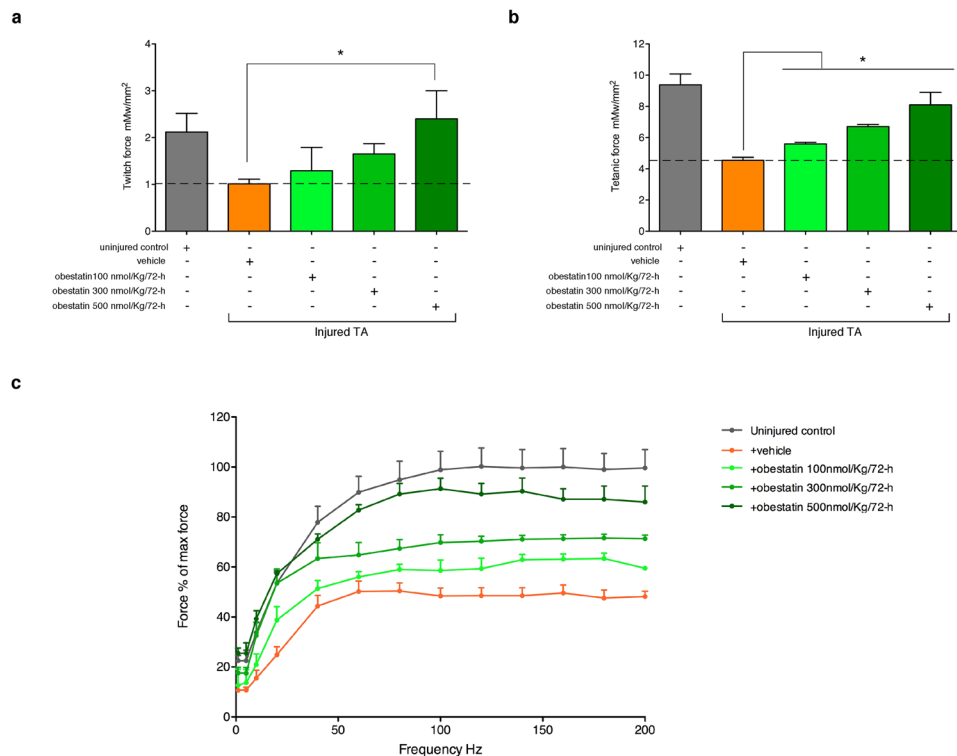 a
Twitch force mMw/mm²
4
3
2
1
0
*
uninjured control + - - - -
vehicle - + - - -
obestatin100 nmol/Kg/72-h - - + - -
obestatin 300 nmol/Kg/72-h - - - + -
obestatin 500 nmol/Kg/72-h - - - - +
Injured TA
b
Tetanic force mMw/mm²
12
10
8
6
4
2
0
*
uninjured control + - - - -
vehicle - + - - -
obestatin100 nmol/Kg/72-h - - + - -
obestatin 300 nmol/Kg/72-h - - - + -
obestatin 500 nmol/Kg/72-h - - - - +
Injured TA
c
Force % of max force
120
100
80
60
40
20
0
0 50 100 150 200
Frequency Hz
Uninjured control
+vehicle
+obestatin 100nmol/Kg/72-h
+obestatin 300nmol/Kg/72-h
+obestatin 500nmol/Kg/72-h